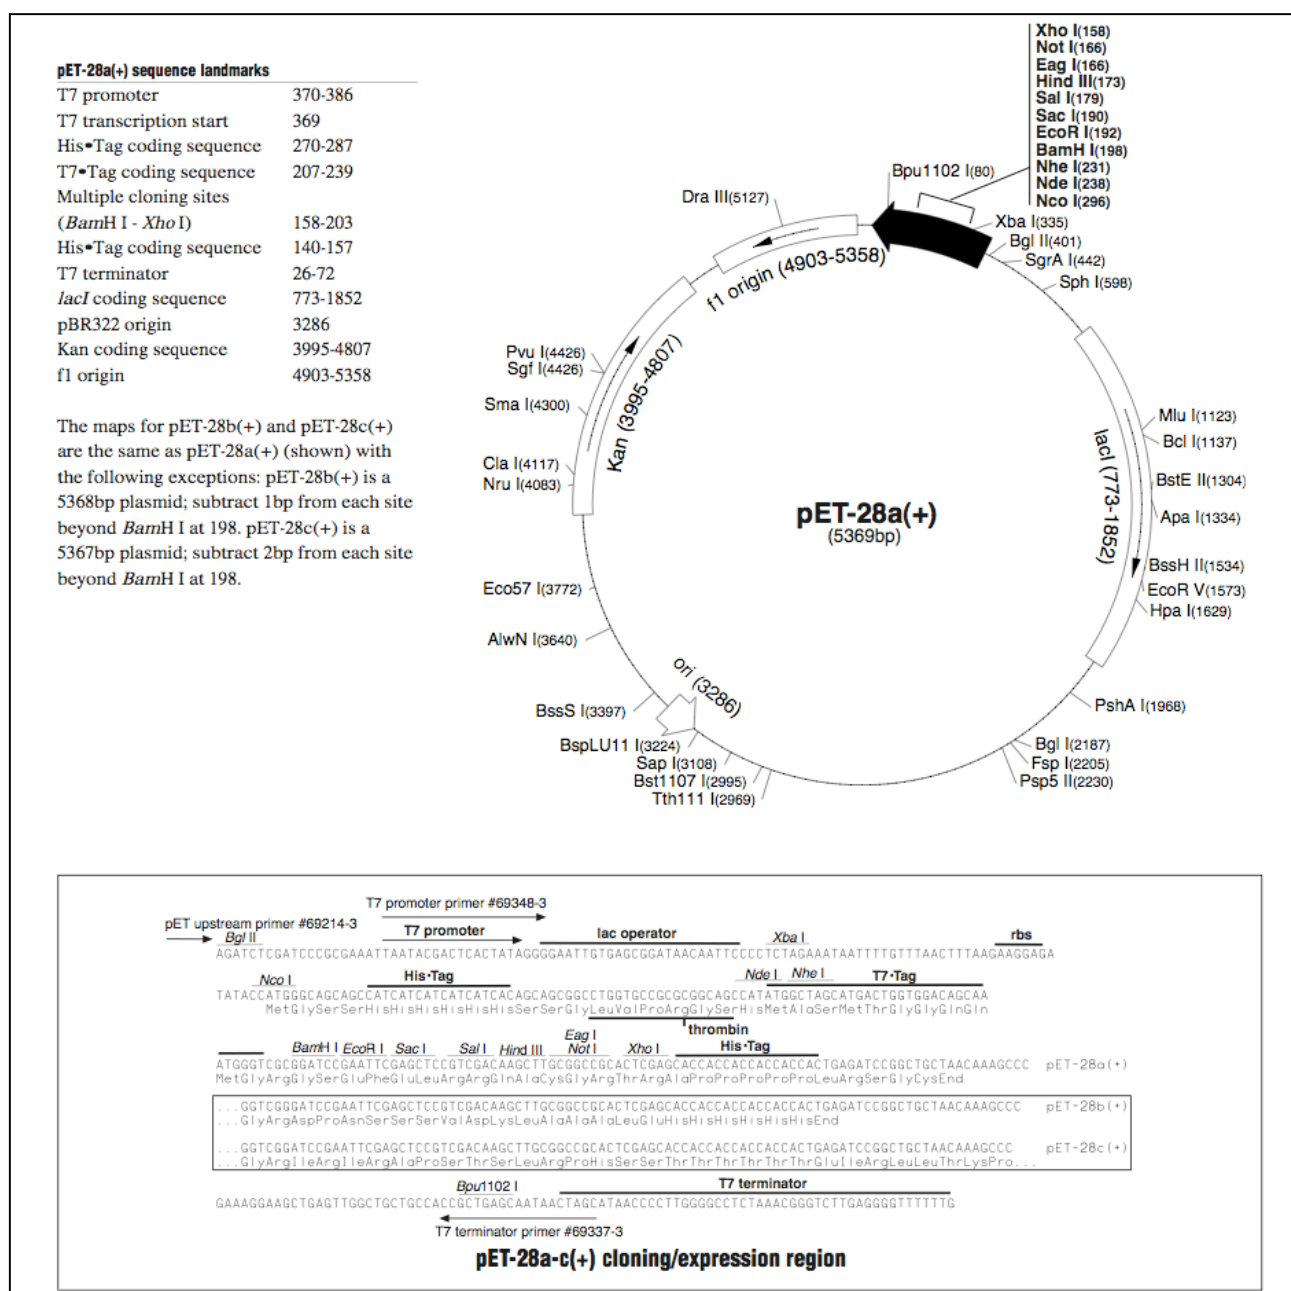 pET-28a(+) sequence landmarks
T7 promoter 370-386
T7 transcription start 369
His•Tag coding sequence 270-287
T7•Tag coding sequence 207-239
Multiple cloning sites
(BamH I - Xho I) 158-203
His•Tag coding sequence 140-157
T7 terminator 26-72
lacI coding sequence 773-1852
pBR322 origin 3286
Kan coding sequence 3995-4807
f1 origin 4903-5358
The maps for pET-28b(+) and pET-28c(+)
are the same as pET-28a(+) (shown) with
the following exceptions: pET-28b(+) is a
5368bp plasmid; subtract 1bp from each site
beyond BamH I at 198. pET-28c(+) is a
5367bp plasmid; subtract 2bp from each site
beyond BamH I at 198.
Xho I(158)
Not I(166)
Eag I(166)
Hind III(173)
Sal I(179)
Sac I(190)
EcoR I(192)
BamH I(198)
Nhe I(231)
Nde I(238)
Nco I(296)
Bpu1102 I(80)
Dra III(5127)
Xba I(335)
Bgl II(401)
SgrA I(442)
Sph I(598)
f1 origin (4903-5358)
Pvu I(4426)
Sgf I(4426)
Sma I(4300)
Kan (3995-4807)
Cla I(4117)
Nru I(4083)
Mlu I(1123)
Bcl I(1137)
lacI (773-1852)
BstE II(1304)
Apa I(1334)
pET-28a(+)
(5369bp)
BssH II(1534)
EcoR V(1573)
Hpa I(1629)
Eco57 I(3772)
AlwN I(3640)
ori (3286)
BssS I(3397)
PshA I(1968)
BspLU11 I(3224)
Sap I(3108)
Bst1107 I(2995)
Tth111 I(2969)
Bgl I(2187)
Fsp I(2205)
Psp5 II(2230)
T7 promoter primer #69348-3
pET upstream primer #69214-3
Bgl II T7 promoter lac operator Xba I rbs
AGATCTCGATCCCGCGAAATTAATACGACTCACTATAGGGGAATTGTGAGCGGATAACAATTCCCCTCTAGAAATAATTTTGTTTAACTTTAAGAAGGAGA
Nco I His•Tag Nde I Nhe I T7•Tag
TATACCATGGGCAGCAGCCATCATCATCATCATCACAGCAGCGGCCTGGTGCCGCGCGGCAGCCATATGGCTAGCATGACTGGTGGACAGCAA
MetGlySerSerHisHisHisHisHisHisSerSerGlyLeuValProArgGlySerHisMetAlaSerMetThrGlyGlyGlnGln
thrombin
BamH I EcoR I Sac I Sal I Hind III Eag I Not I Xho I His•Tag
ATGGGTCGCGGATCCGAATTCGAGCTCCGTCGACAAGCTTGCGGCCGCACTCGAGCACCACCACCACCACCACTGAGATCCGGCTGCTAACAAAGCCC pET-28a(+)
MetGlyArgGlySerGluPheGluLeuArgArgGlnAlaCysGlyArgThrArgAlaProProProProProLeuArgSerGlyCysEnd
...GGTCGGGATCCGAATTCGAGCTCCGTCGACAAGCTTGCGGCCGCACTCGAGCACCACCACCACCACCACTGAGATCCGGCTGCTAACAAAGCCC pET-28b(+)
...GlyArgAspProAsnSerSerSerValAspLysLeuAlaAlaAlaLeuGluHisHisHisHisHisHisEnd
...GGTCGGATCCGAATTCGAGCTCCGTCGACAAGCTTGCGGCCGCACTCGAGCACCACCACCACCACCACTGAGATCCGGCTGCTAACAAAGCCC pET-28c(+)
...GlyArgIleArgIleArgAlaProSerThrSerLeuArgProHisSerSerThrThrThrThrThrThrGluIleArgLeuLeuThrLysPro...
Bpu1102 I T7 terminator
GAAAGGAAGCTGAGTTGGCTGCTGCCACCGCTGAGCAATAACTAGCATAACCCCTTGGGGCCTCTAAACGGGTCTTGAGGGGTTTTTTG
T7 terminator primer #69337-3
pET-28a-c(+) cloning/expression region